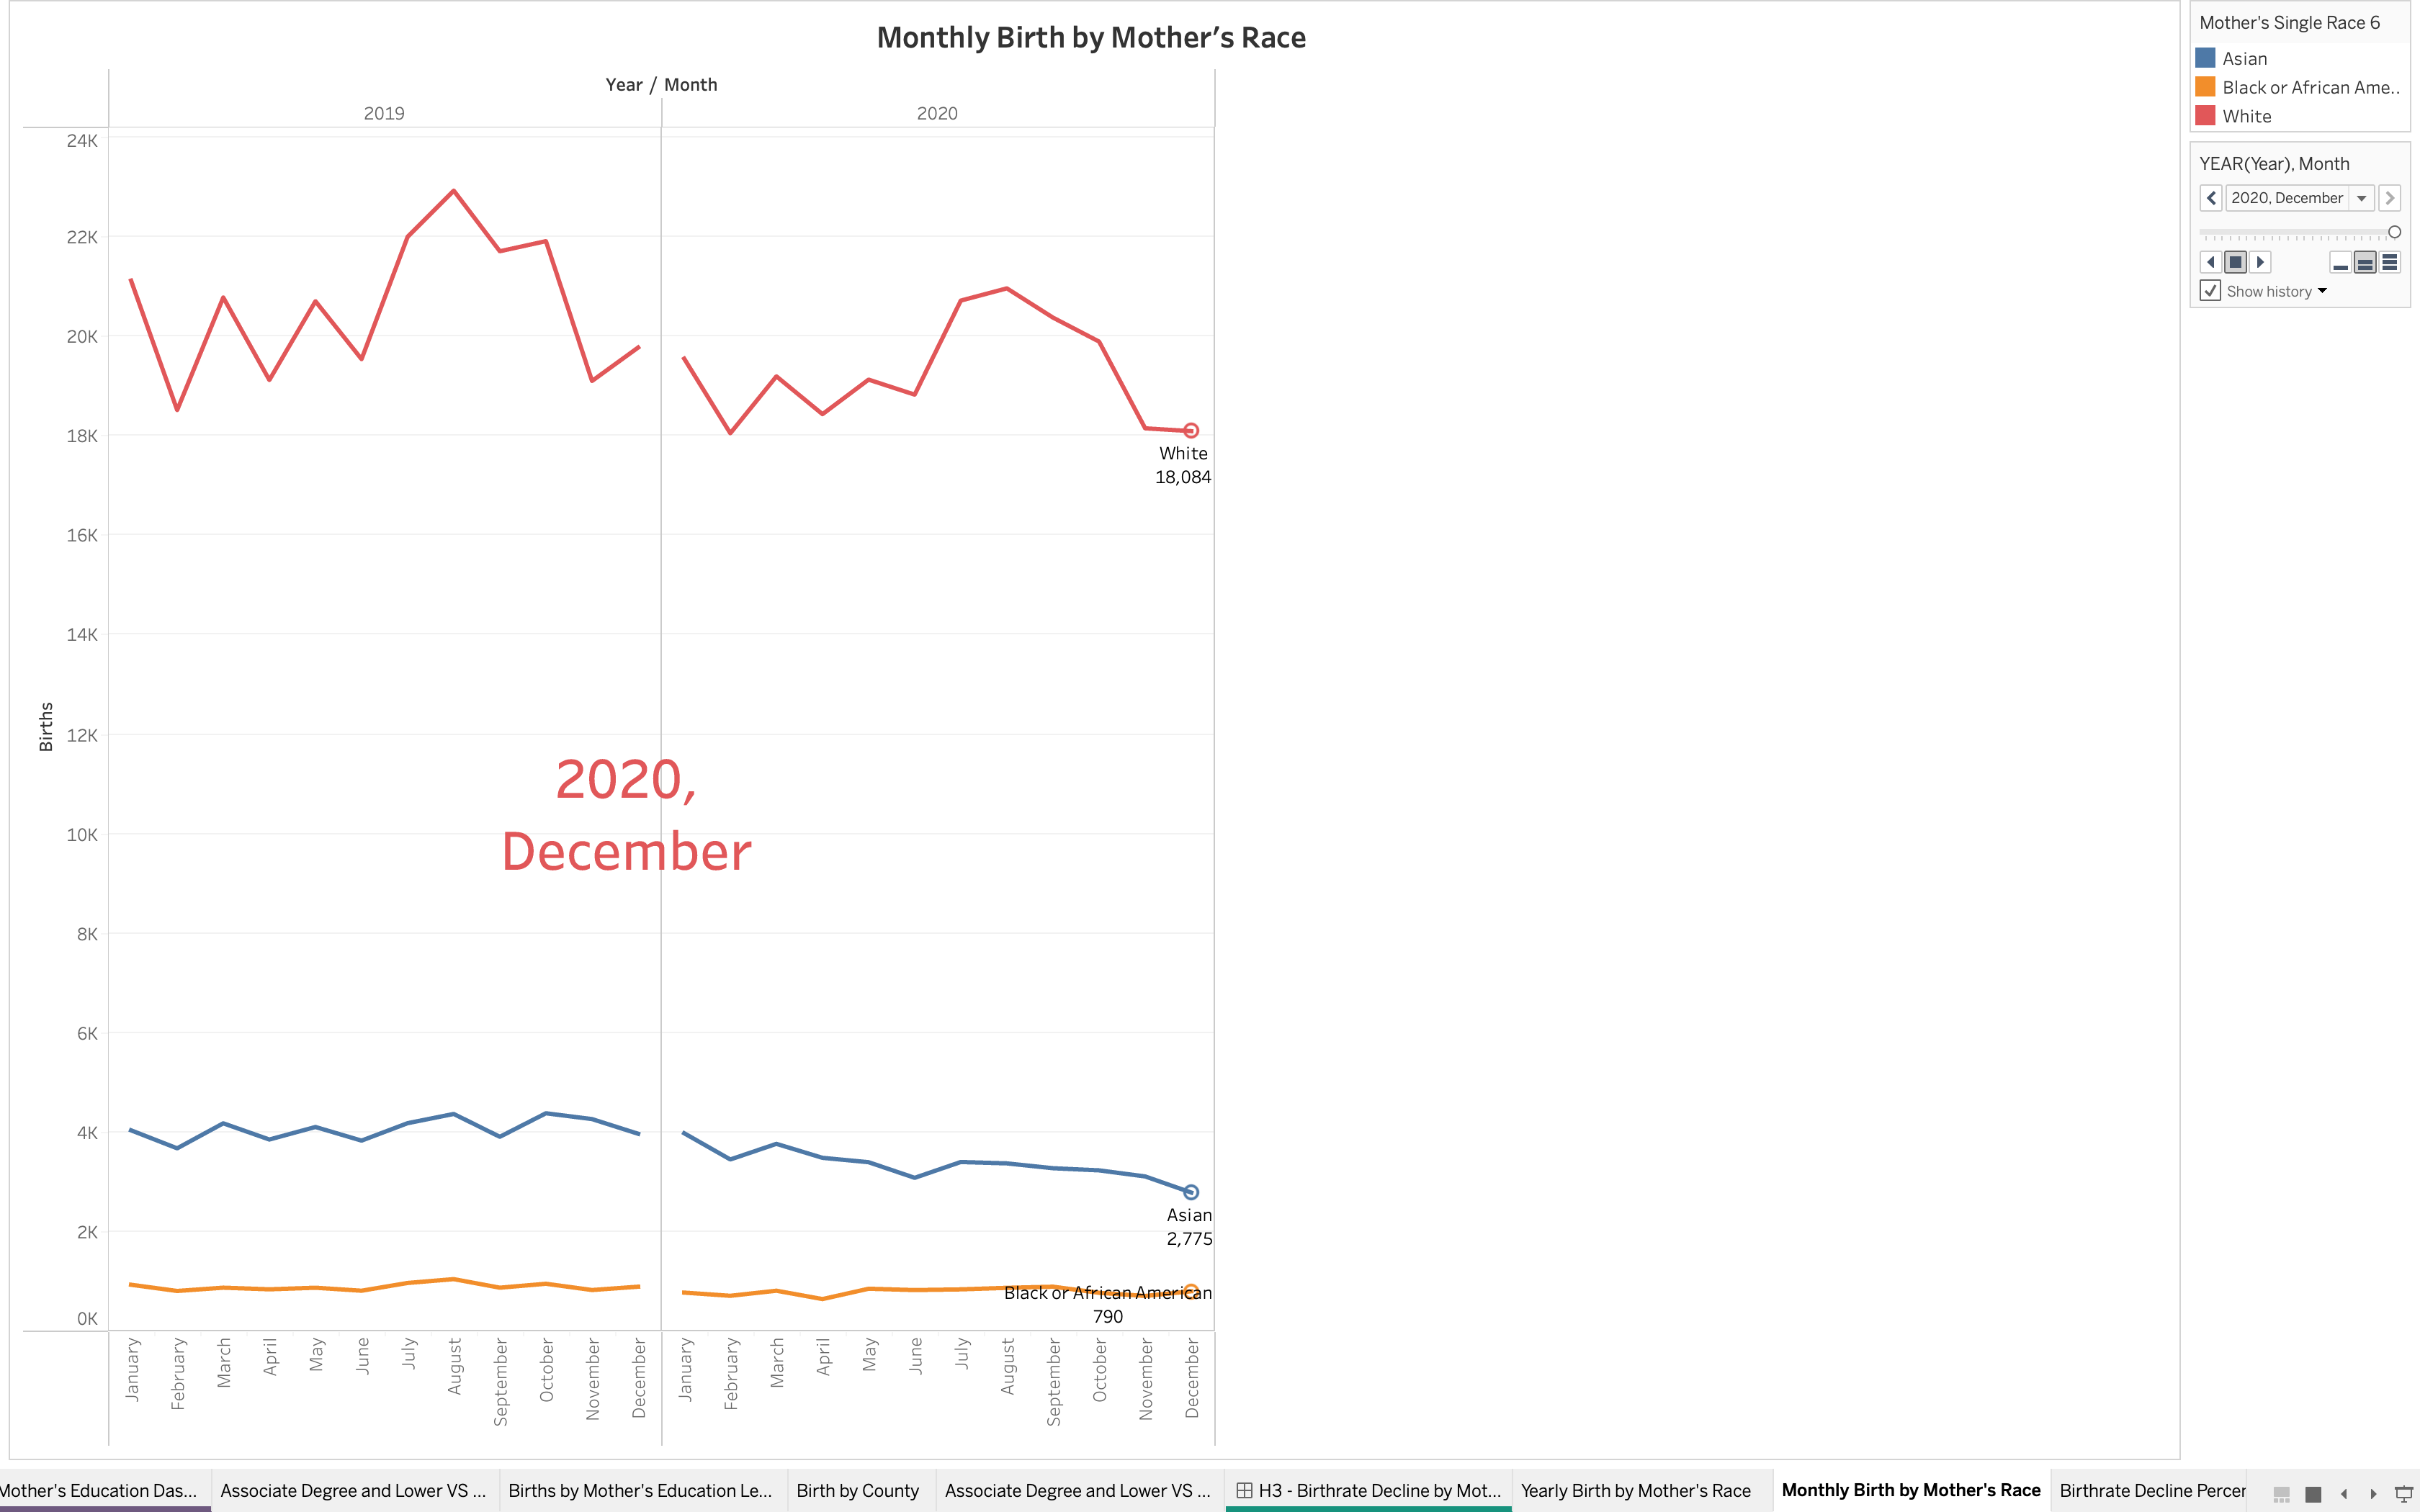 Monthly Birth by Mother’s Race
Year / Month
2019
2020
24K
22K
20K
18K
16K
14K
12K
10K
8K
6K
4K
2K
0K
Births
White
18,084
2020,
December
Asian
2,775
Black or African American
790
January
February
March
April
May
June
July
August
September
October
November
December
January
February
March
April
May
June
July
August
September
October
November
December
Mother's Single Race 6
Asian
Black or African Ame..
White
YEAR(Year), Month
2020, December
Show history
Mother's Education Das...
Associate Degree and Lower VS ...
Births by Mother's Education Le...
Birth by County
Associate Degree and Lower VS ...
H3 - Birthrate Decline by Mot...
Yearly Birth by Mother's Race
Monthly Birth by Mother's Race
Birthrate Decline Percer